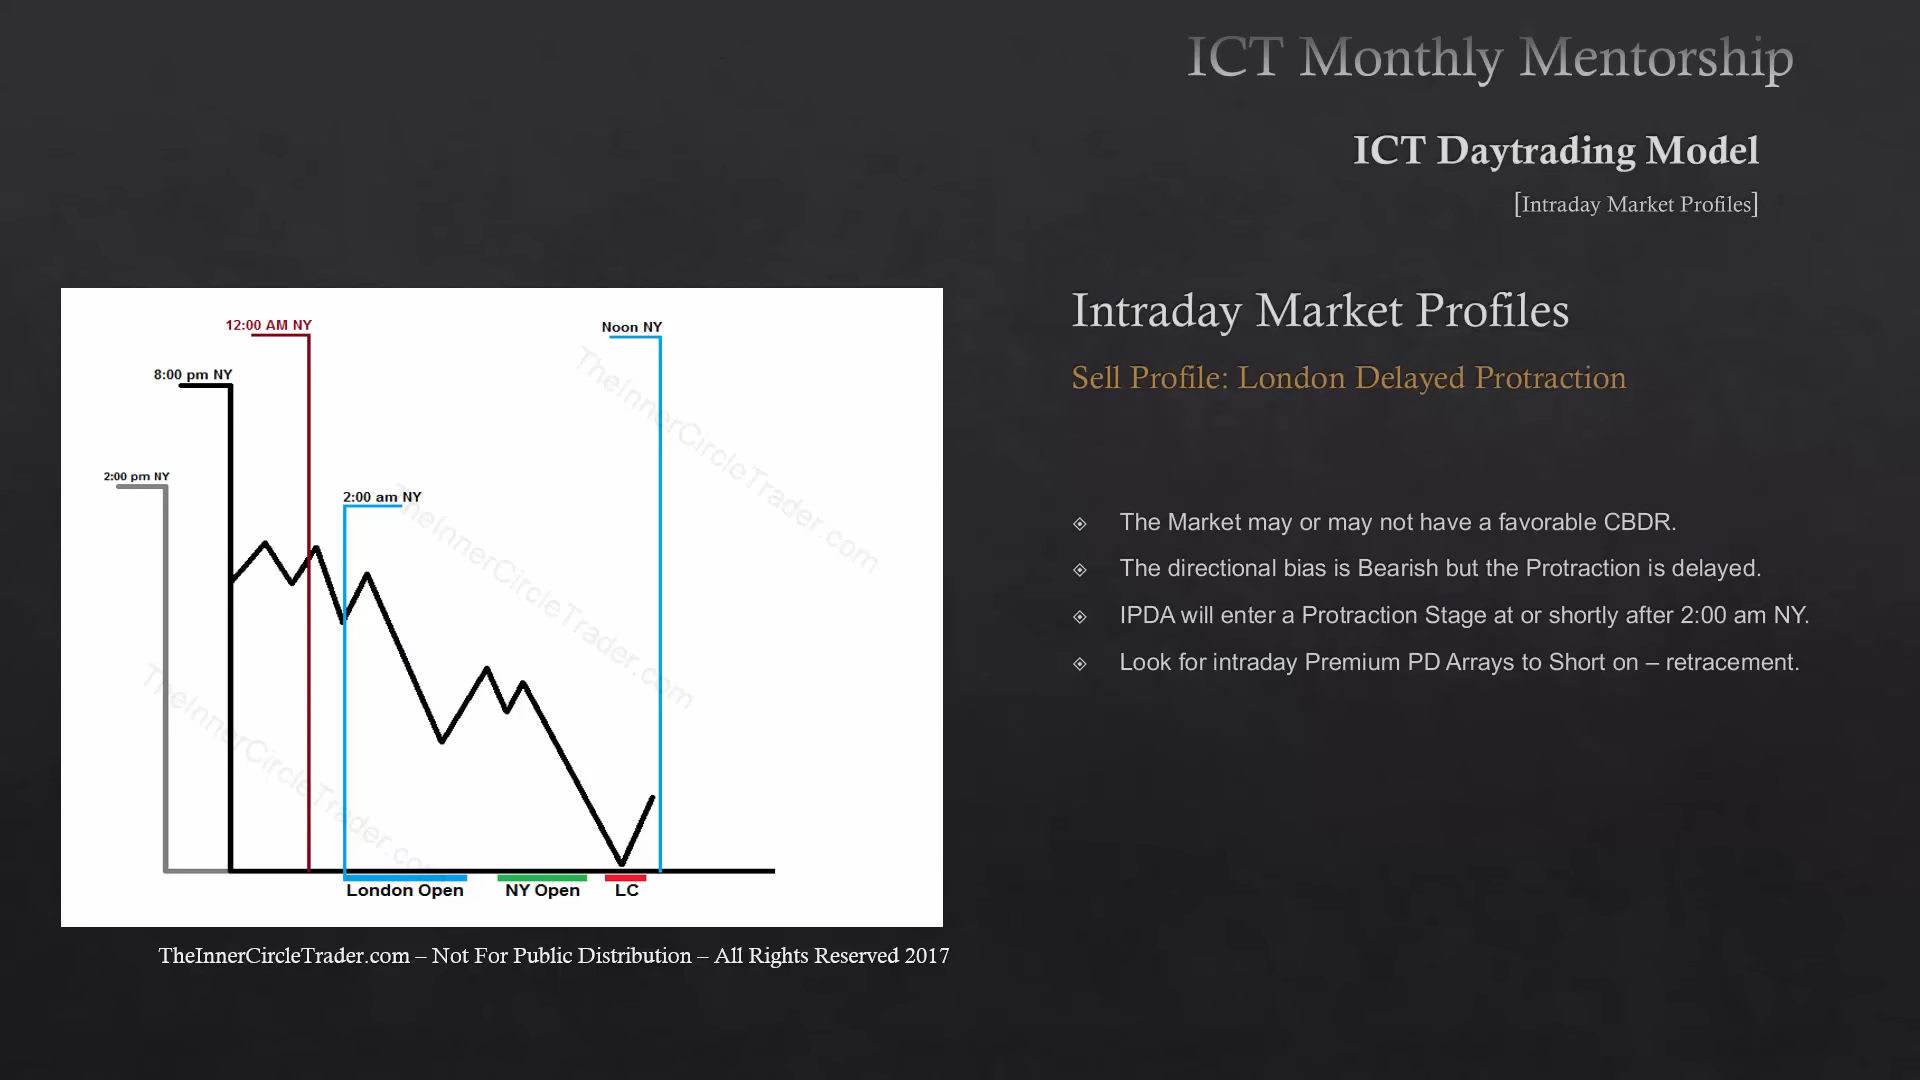 ICT Monthly Mentorship
ICT Daytrading Model
[Intraday Market Profiles]
Intraday Market Profiles
Sell Profile: London Delayed Protraction
The Market may or may not have a favorable CBDR.
The directional bias is Bearish but the Protraction is delayed.
IPDA will enter a Protraction Stage at or shortly after 2:00 am NY.
Look for intraday Premium PD Arrays to Short on – retracement.
12:00 AM NY
Noon NY
8:00 pm NY
2:00 pm NY
2:00 am NY
TheInnerCircleTrader.com
TheInnerCircleTrader.com
TheInnerCircleTrader.com
London Open
NY Open
LC
TheInnerCircleTrader.com – Not For Public Distribution – All Rights Reserved 2017